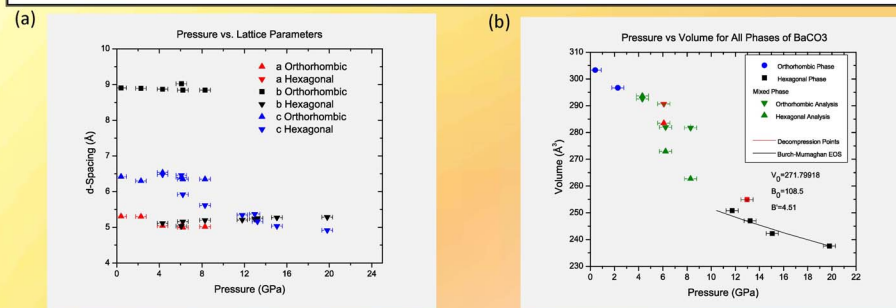 (a)
Pressure vs. Lattice Parameters
a Orthorhombic
a Hexagonal
b Orthorhombic
b Hexagonal
c Orthorhombic
c Hexagonal
d-Spacing (Å)
10
9
8
7
6
5
4
0 2 4 6 8 10 12 14 16 18 20 22 24
Pressure (GPa)
(b)
Pressure vs Volume for All Phases of BaCO3
Orthorhombic Phase
Hexagonal Phase
Mixed Phase
Orthorhombic Analysis
Hexagonal Analysis
Decompression Points
Burch-Murnaghan EOS
V₀=271.79918
B₀=108.5
B'=4.51
Volume (Å³)
310
300
290
280
270
260
250
240
230
0 2 4 6 8 10 12 14 16 18 20 22
Pressure (GPa)